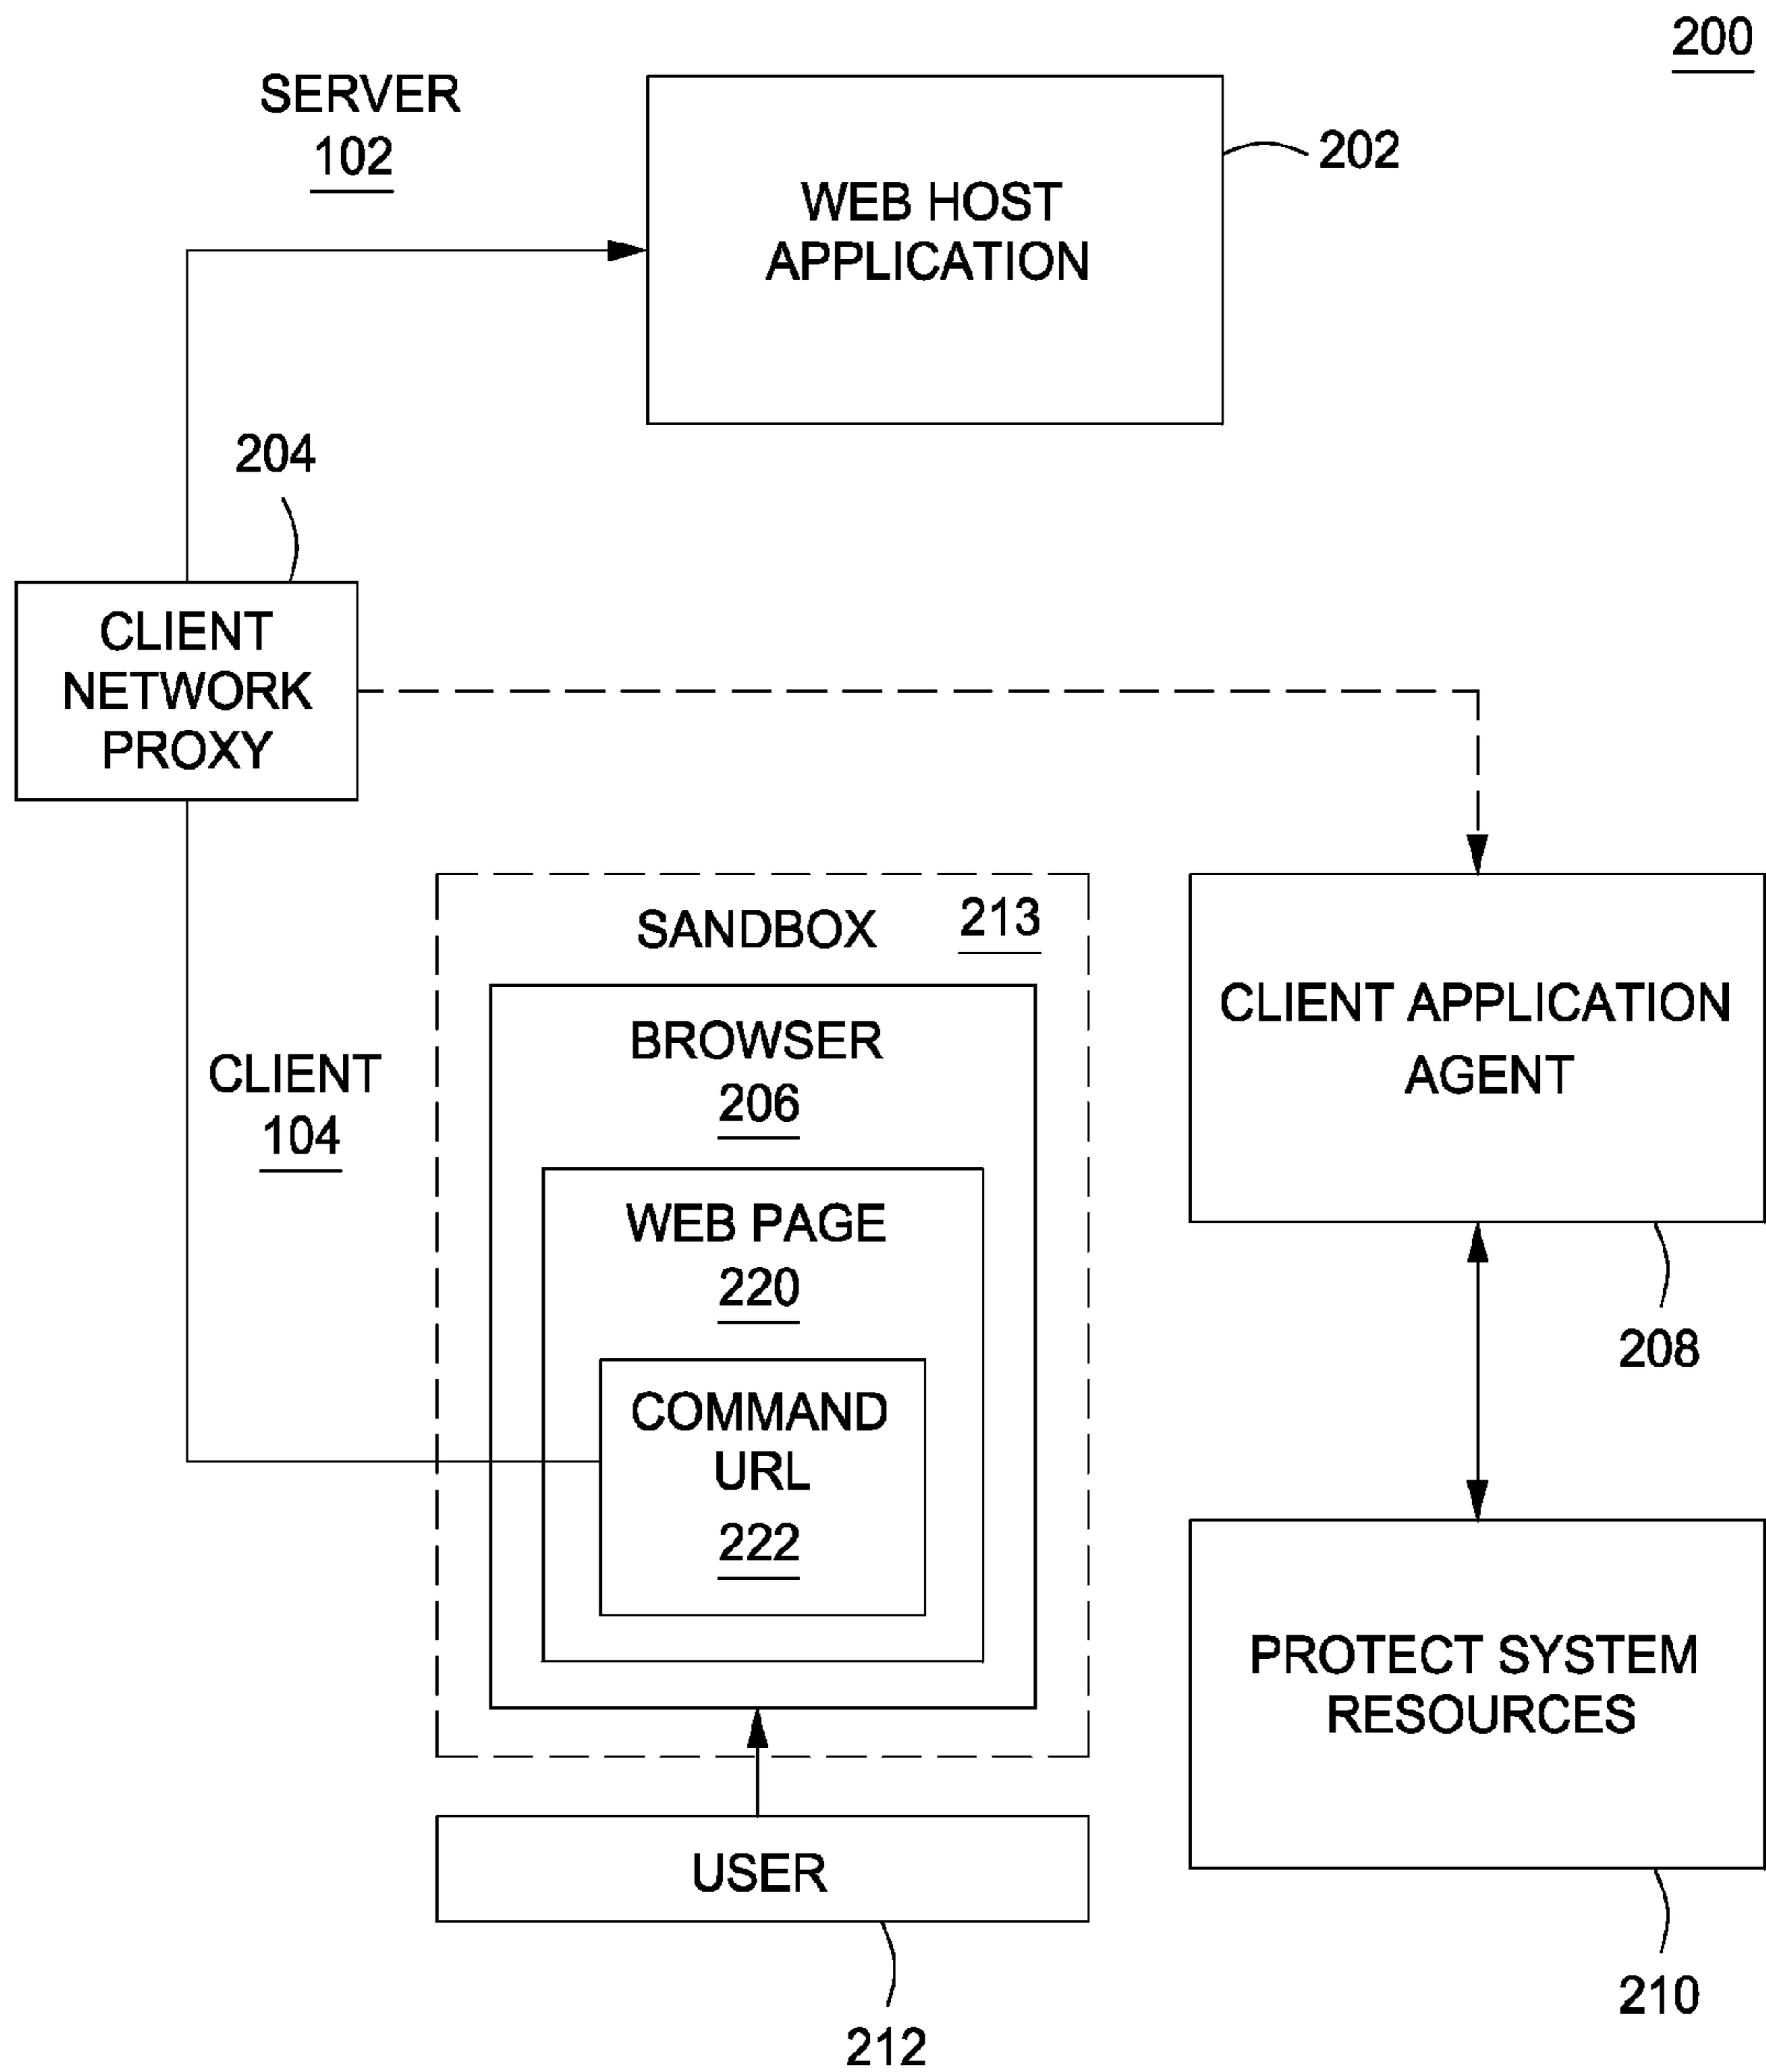 200
SERVER
102
WEB HOST
APPLICATION
202
204
CLIENT
NETWORK
PROXY
SANDBOX
213
BROWSER
206
CLIENT
104
WEB PAGE
220
COMMAND
URL
222
CLIENT APPLICATION
AGENT
208
PROTECT SYSTEM
RESOURCES
210
USER
212